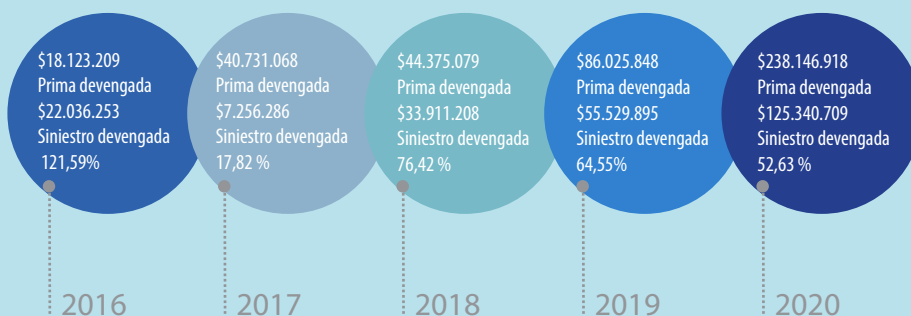 $18.123.209
Prima devengada
$22.036.253
Siniestro devengada
121,59%
$40.731.068
Prima devengada
$7.256.286
Siniestro devengada
17,82 %
$44.375.079
Prima devengada
$33.911.208
Siniestro devengada
76,42 %
$86.025.848
Prima devengada
$55.529.895
Siniestro devengada
64,55%
$238.146.918
Prima devengada
$125.340.709
Siniestro devengada
52,63 %
2016
2017
2018
2019
2020